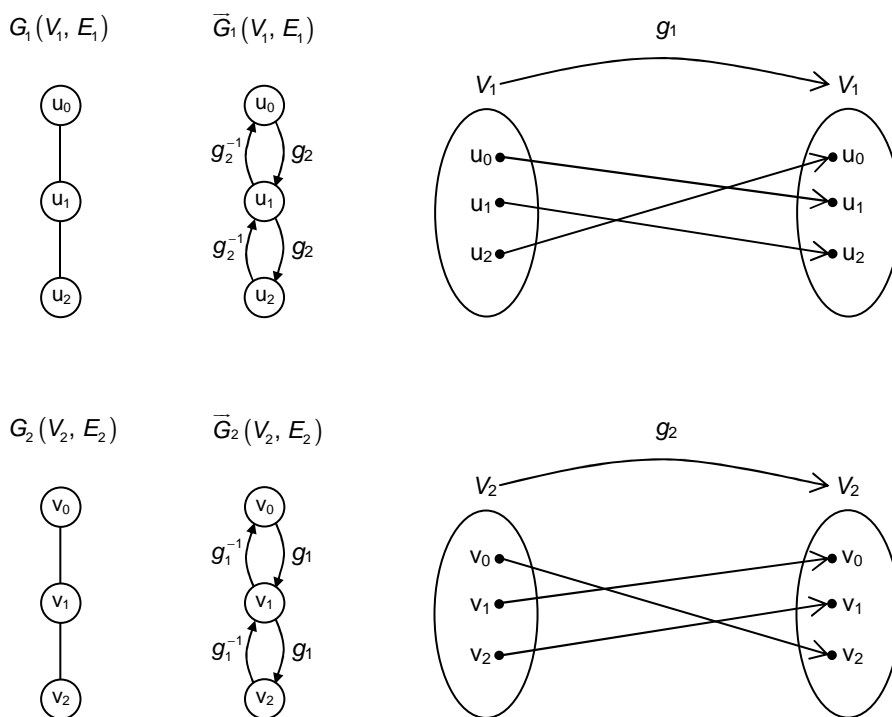 G₁(V₁, E₁)
G⃗₁(V₁, E₁)
g₁
V₁
V₁
u₀
u₁
u₂
u₀
g₂⁻¹
g₂
u₁
g₂⁻¹
g₂
u₂
u₀
u₁
u₂
u₀
u₁
u₂
G₂(V₂, E₂)
G⃗₂(V₂, E₂)
g₂
V₂
V₂
v₀
v₁
v₂
v₀
g₁⁻¹
g₁
v₁
g₁⁻¹
g₁
v₂
v₀
v₁
v₂
v₀
v₁
v₂